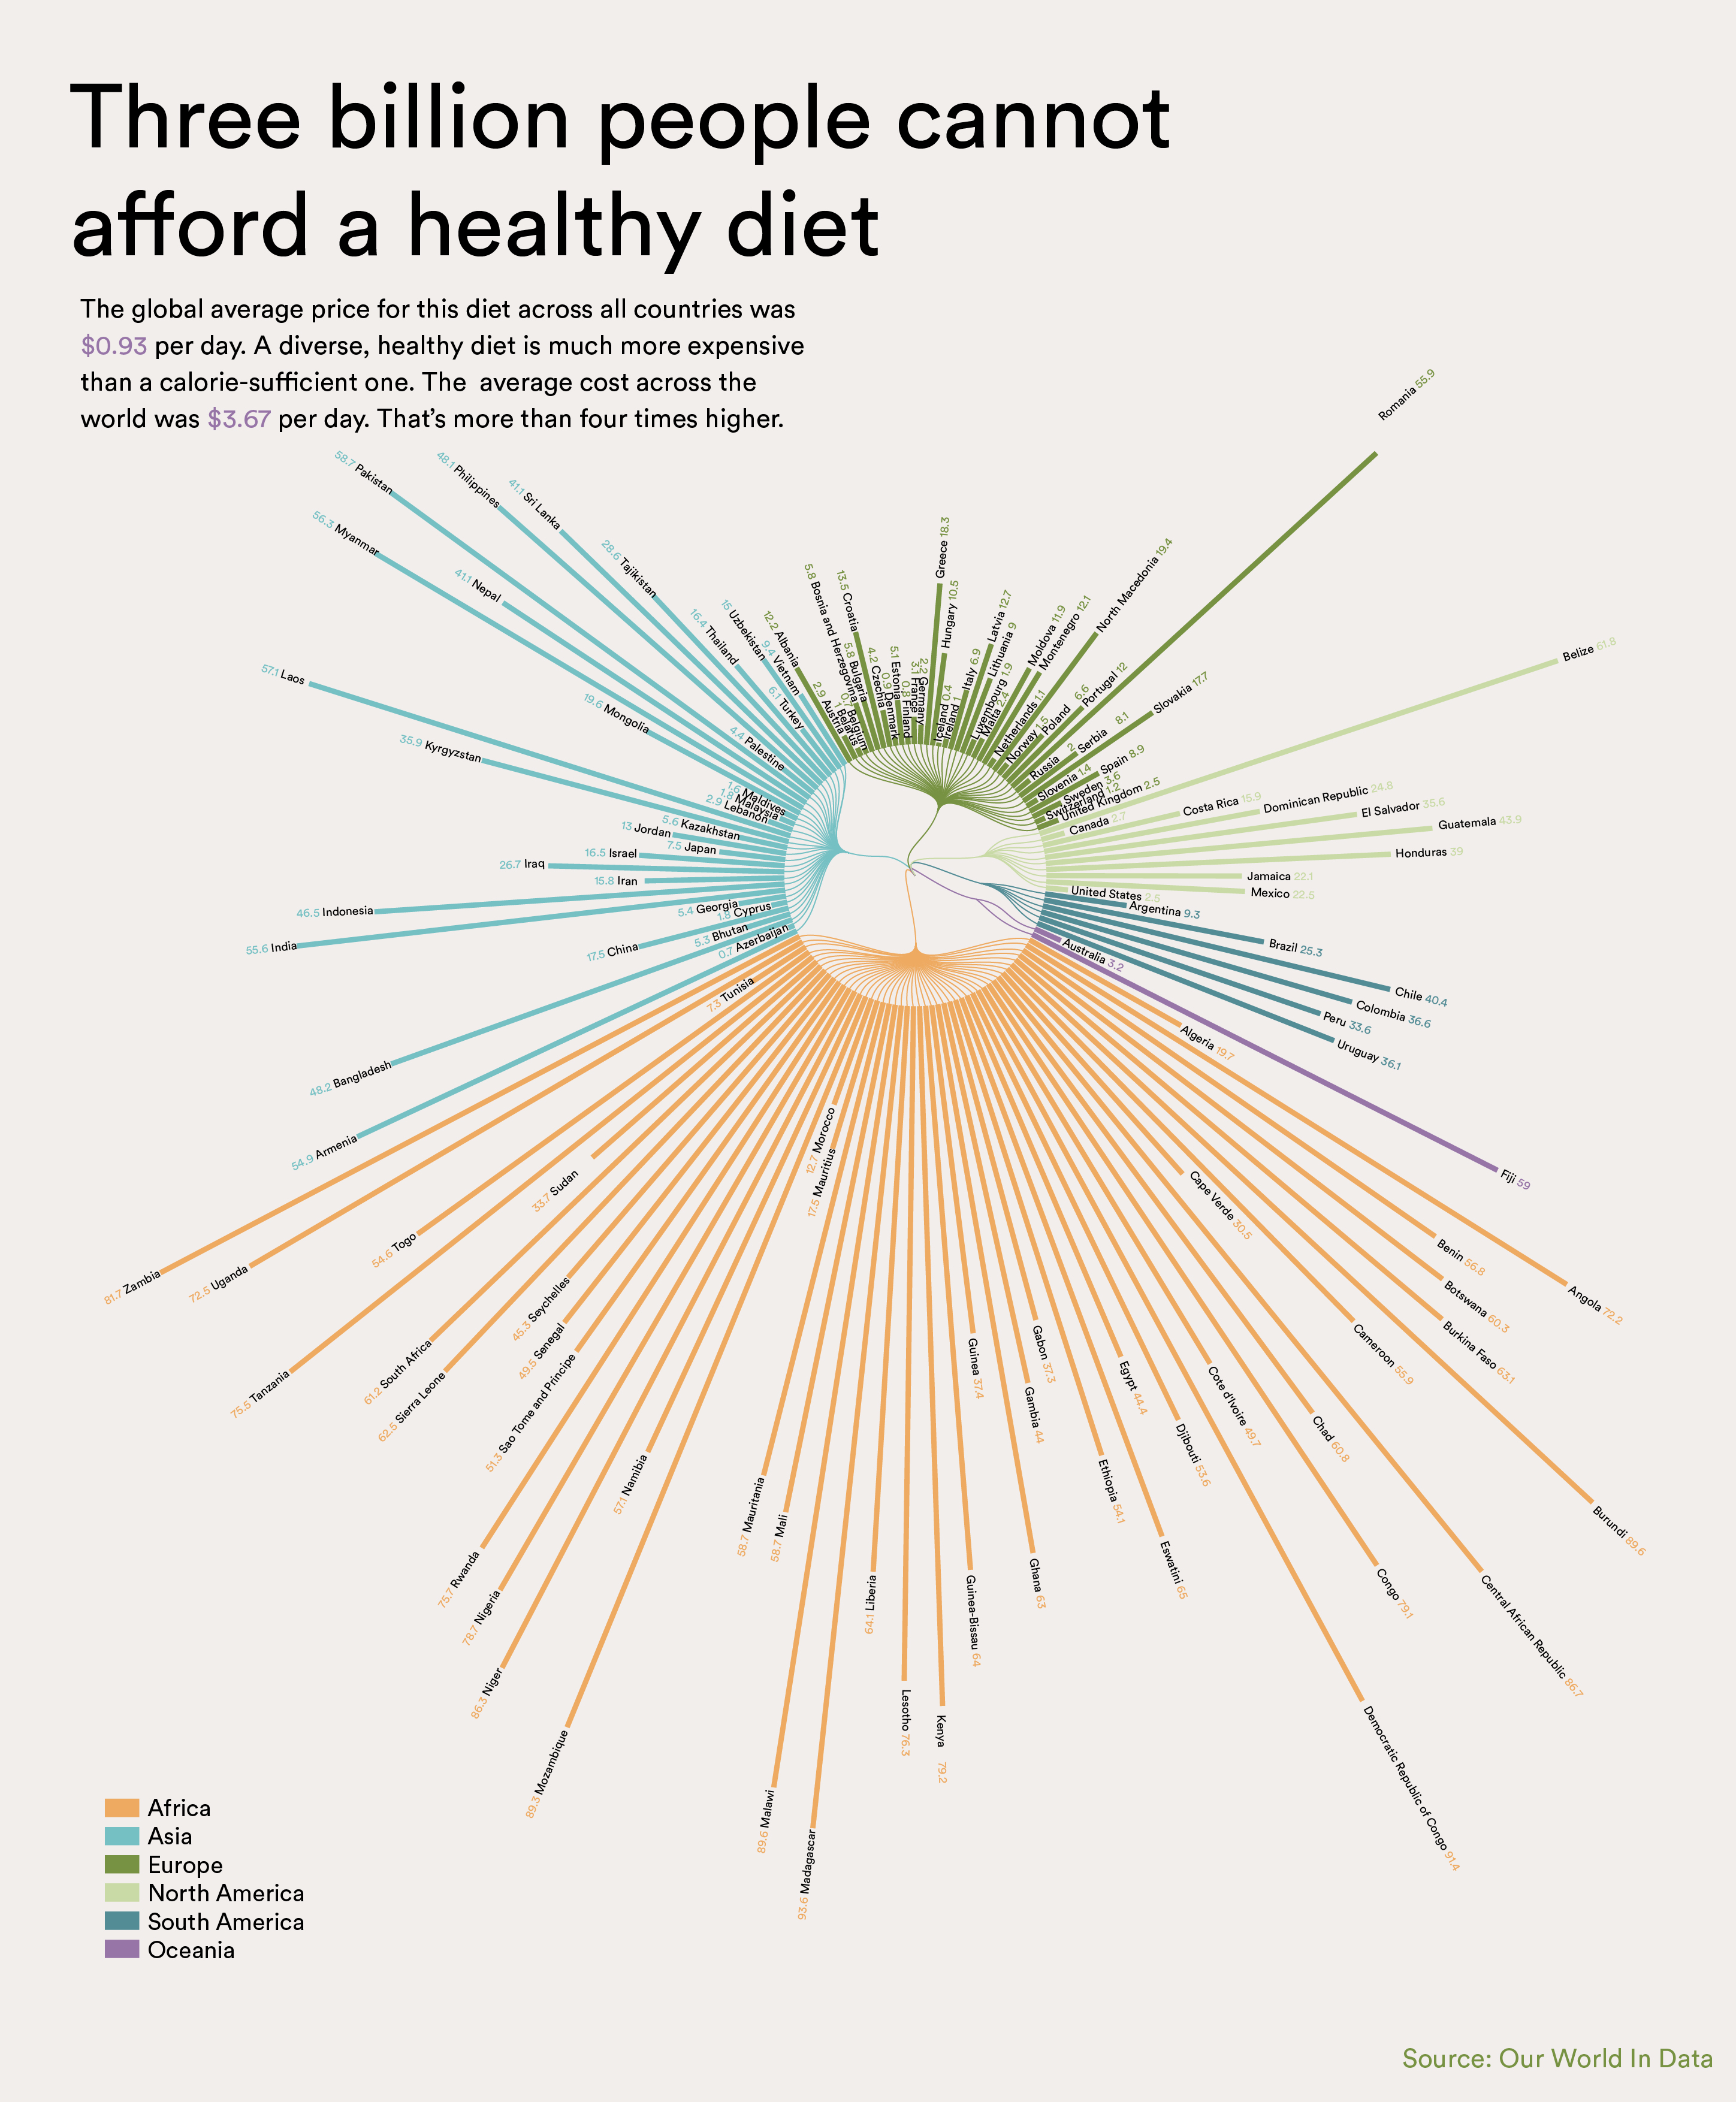 Three billion people cannot
afford a healthy diet
The global average price for this diet across all countries was
$0.93 per day. A diverse, healthy diet is much more expensive
than a calorie-sufficient one. The average cost across the
world was $3.67 per day. That's more than four times higher.
12.2 Albania
2.9 Austria
Belarus
0.7 Belgium
5.8 Bosnia and Herzegovina
5.8 Bulgaria
13.5 Croatia
4.2 Czechia
0.9 Denmark
5.1 Estonia
0.8 Finland
3.1 France
2.2 Germany
Greece 18.3
Hungary 10.5
Iceland 0.4
Ireland 1
Italy 6.9
Latvia 12.7
Lithuania 9
Luxembourg 1.9
Malta 2.4
Moldova 11.9
Montenegro 12.1
Netherlands 1.1
North Macedonia 19.4
Norway 1.5
Poland 6.6
Portugal 12
Romania 55.9
Russia 2
Serbia 8.1
Slovakia 17.7
Slovenia 1.4
Spain 8.9
Sweden 3.6
Switzerland 1.2
United Kingdom 2.5
Belize 61.8
Canada 2.7
Costa Rica 15.9
Dominican Republic 24.8
El Salvador 35.6
Guatemala 43.9
Honduras 39
Jamaica 22.1
Mexico 22.5
United States 2.5
Argentina 9.3
Brazil 25.3
Chile 40.4
Colombia 36.6
Peru 33.6
Uruguay 36.1
Australia 3.2
Fiji 59
Algeria 19.7
Angola 72.2
Benin 56.8
Botswana 60.3
Burkina Faso 63.1
Burundi 89.6
Cameroon 55.9
Cape Verde 30.5
Central African Republic 86.7
Chad 60.8
Congo 79.1
Cote d'Ivoire 49.7
Democratic Republic of Congo 91.4
Djibouti 53.6
Egypt 44.4
Eswatini 65
Ethiopia 54.1
Gabon 37.3
Gambia 44
Ghana 63
Guinea 37.4
Guinea-Bissau 64
Kenya 79.2
Lesotho 76.3
64.1 Liberia
93.6 Madagascar
89.6 Malawi
58.7 Mali
58.7 Mauritania
17.5 Mauritius
12.7 Morocco
89.3 Mozambique
57.1 Namibia
86.3 Niger
78.7 Nigeria
75.7 Rwanda
51.3 Sao Tome and Principe
49.5 Senegal
45.3 Seychelles
62.5 Sierra Leone
61.2 South Africa
33.7 Sudan
75.5 Tanzania
54.6 Togo
7.3 Tunisia
72.5 Uganda
81.7 Zambia
54.9 Armenia
0.7 Azerbaijan
48.2 Bangladesh
5.3 Bhutan
17.5 China
1.8 Cyprus
5.4 Georgia
55.6 India
46.5 Indonesia
15.8 Iran
26.7 Iraq
16.5 Israel
7.5 Japan
13 Jordan
5.6 Kazakhstan
35.9 Kyrgyzstan
57.1 Laos
2.9 Lebanon
1.8 Malaysia
1.6 Maldives
19.6 Mongolia
56.3 Myanmar
41.1 Nepal
58.7 Pakistan
4.4 Palestine
48.1 Philippines
41.1 Sri Lanka
28.6 Tajikistan
16.4 Thailand
6.1 Turkey
15 Uzbekistan
9.4 Vietnam
Africa
Asia
Europe
North America
South America
Oceania
Source: Our World In Data